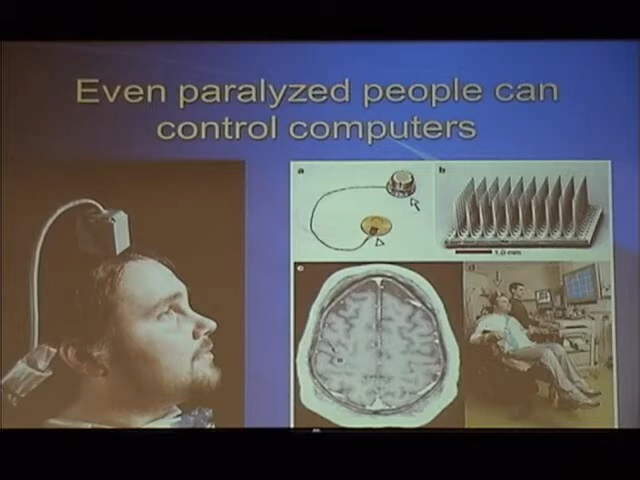 Even paralyzed people can
control computers
a
b
1.0 mm
c
d